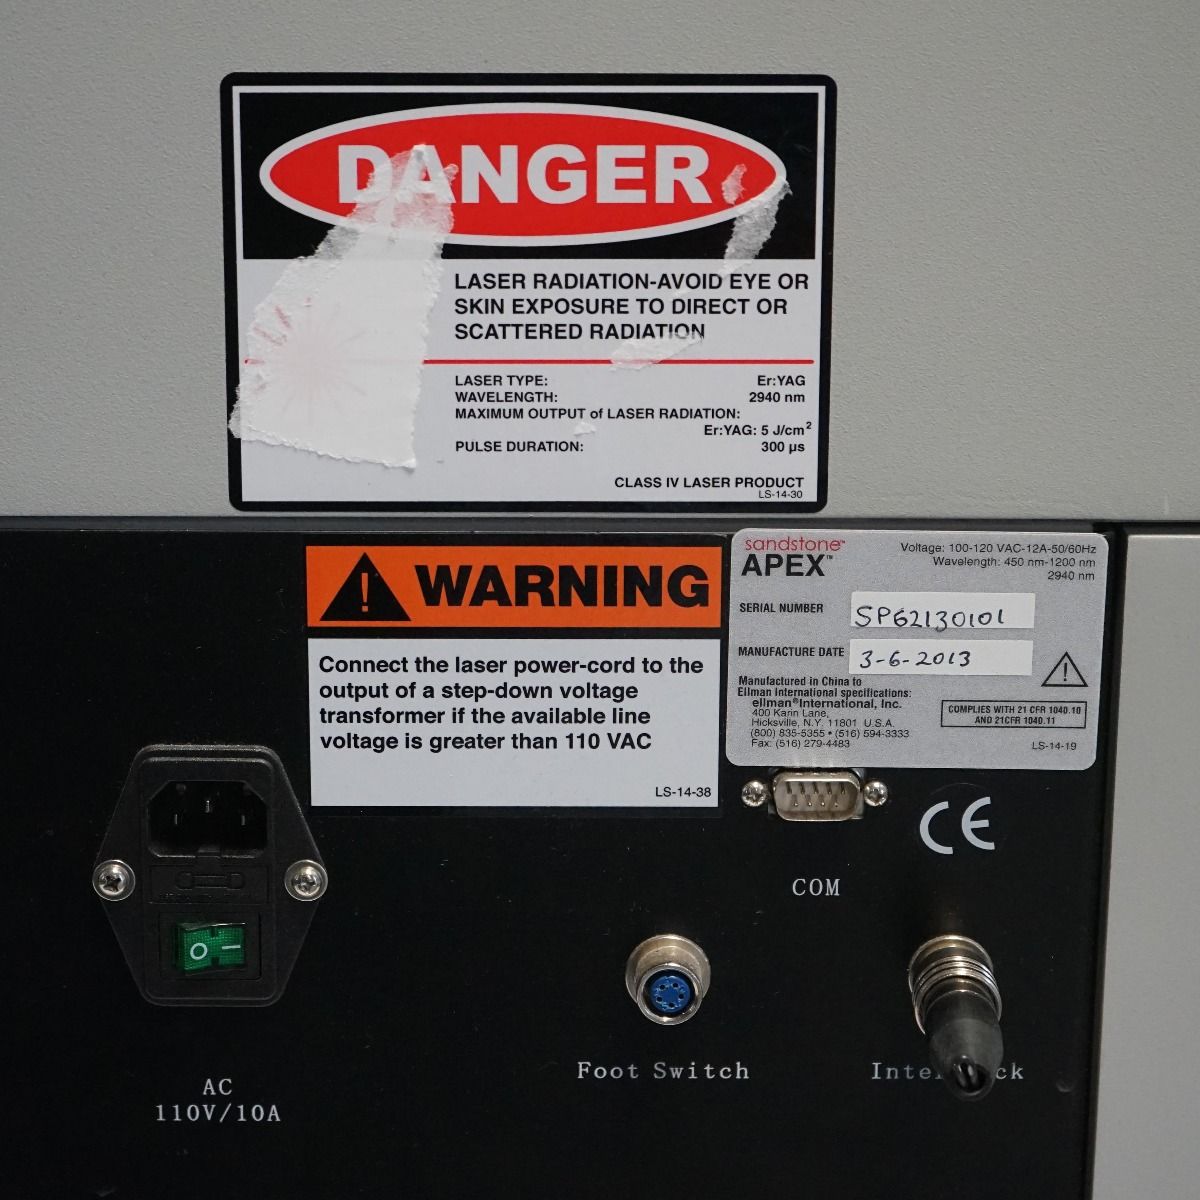 DANGER
LASER RADIATION-AVOID EYE OR
SKIN EXPOSURE TO DIRECT OR
SCATTERED RADIATION
LASER TYPE: Er:YAG
WAVELENGTH: 2940 nm
MAXIMUM OUTPUT of LASER RADIATION:
Er:YAG: 5 J/cm²
PULSE DURATION: 300 µs
CLASS IV LASER PRODUCT
LS-14-30
WARNING
Connect the laser power-cord to the
output of a step-down voltage
transformer if the available line
voltage is greater than 110 VAC
LS-14-38
sandstone™
APEX™
Voltage: 100-120 VAC-12A-50/60Hz
Wavelength: 450 nm-1200 nm
2940 nm
SERIAL NUMBER SP62130101
MANUFACTURE DATE 3-6-2013
Manufactured in China to
Ellman International specifications:
ellman®International, Inc.
400 Karin Lane,
Hicksville, N.Y. 11801 U.S.A.
(800) 835-5355 • (516) 594-3333
Fax: (516) 279-4483
COMPLIES WITH 21 CFR 1040.10
AND 21CFR 1040.11
LS-14-19
CE
COM
O –
Foot Switch
AC
110V/10A